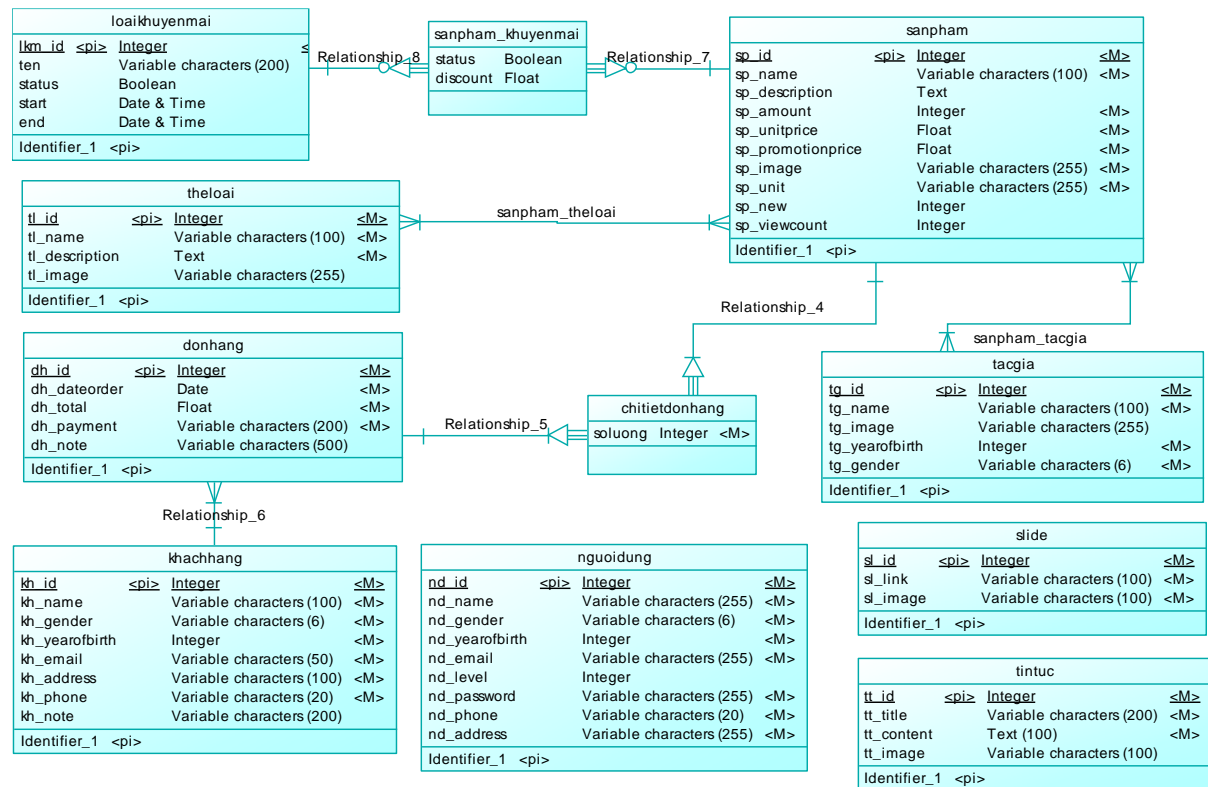 loaikhuyenmai
lkm_id <pi> Integer <
ten Variable characters (200)
status Boolean
start Date & Time
end Date & Time
Identifier_1 <pi>
Relationship_8
sanpham_khuyenmai
status Boolean
discount Float
Relationship_7
sanpham
sp_id <pi> Integer <M>
sp_name Variable characters (100) <M>
sp_description Text
sp_amount Integer <M>
sp_unitprice Float <M>
sp_promotionprice Float <M>
sp_image Variable characters (255) <M>
sp_unit Variable characters (255) <M>
sp_new Integer
sp_viewcount Integer
Identifier_1 <pi>
theloai
tl_id <pi> Integer <M>
tl_name Variable characters (100) <M>
tl_description Text <M>
tl_image Variable characters (255)
Identifier_1 <pi>
sanpham_theloai
Relationship_4
sanpham_tacgia
donhang
dh_id <pi> Integer <M>
dh_dateorder Date <M>
dh_total Float <M>
dh_payment Variable characters (200) <M>
dh_note Variable characters (500)
Identifier_1 <pi>
Relationship_5
chitietdonhang
soluong Integer <M>
tacgia
tg_id <pi> Integer <M>
tg_name Variable characters (100) <M>
tg_image Variable characters (255)
tg_yearofbirth Integer <M>
tg_gender Variable characters (6) <M>
Identifier_1 <pi>
Relationship_6
khachhang
kh_id <pi> Integer <M>
kh_name Variable characters (100) <M>
kh_gender Variable characters (6) <M>
kh_yearofbirth Integer <M>
kh_email Variable characters (50) <M>
kh_address Variable characters (100) <M>
kh_phone Variable characters (20) <M>
kh_note Variable characters (200)
Identifier_1 <pi>
nguoidung
nd_id <pi> Integer <M>
nd_name Variable characters (255) <M>
nd_gender Variable characters (6) <M>
nd_yearofbirth Integer <M>
nd_email Variable characters (255) <M>
nd_level Integer
nd_password Variable characters (255) <M>
nd_phone Variable characters (20) <M>
nd_address Variable characters (255) <M>
Identifier_1 <pi>
slide
sl_id <pi> Integer <M>
sl_link Variable characters (100) <M>
sl_image Variable characters (100) <M>
Identifier_1 <pi>
tintuc
tt_id <pi> Integer <M>
tt_title Variable characters (200) <M>
tt_content Text (100) <M>
tt_image Variable characters (100)
Identifier_1 <pi>